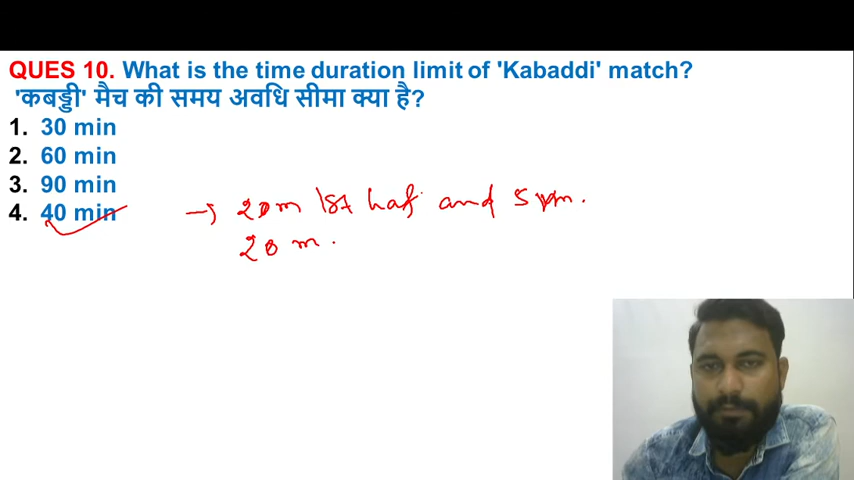 QUES 10. What is the time duration limit of 'Kabaddi' match?
'कबड्डी' मैच की समय अवधि सीमा क्या है?
1. 30 min
2. 60 min
3. 90 min
4. 40 min
→ 20m 1st haf and 5
20 m.